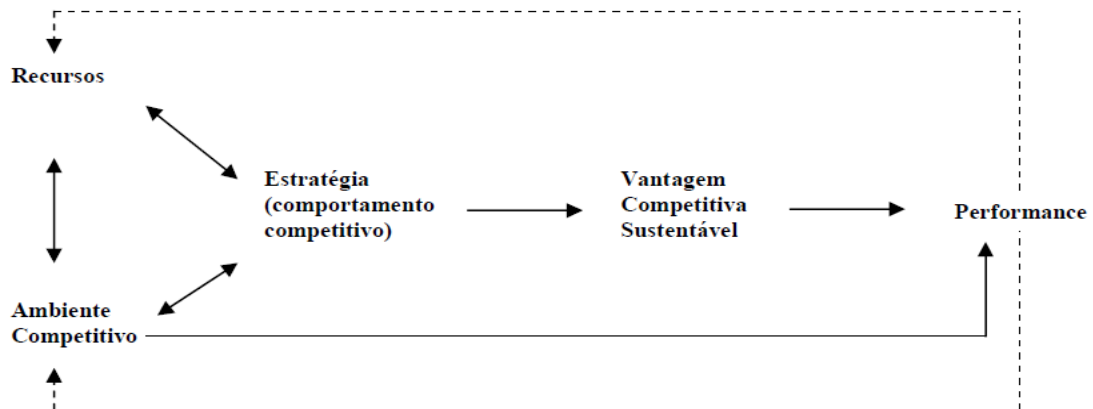 Recursos
Estratégia
(comportamento
competitivo)
Vantagem
Competitiva
Sustentável
Performance
Ambiente
Competitivo